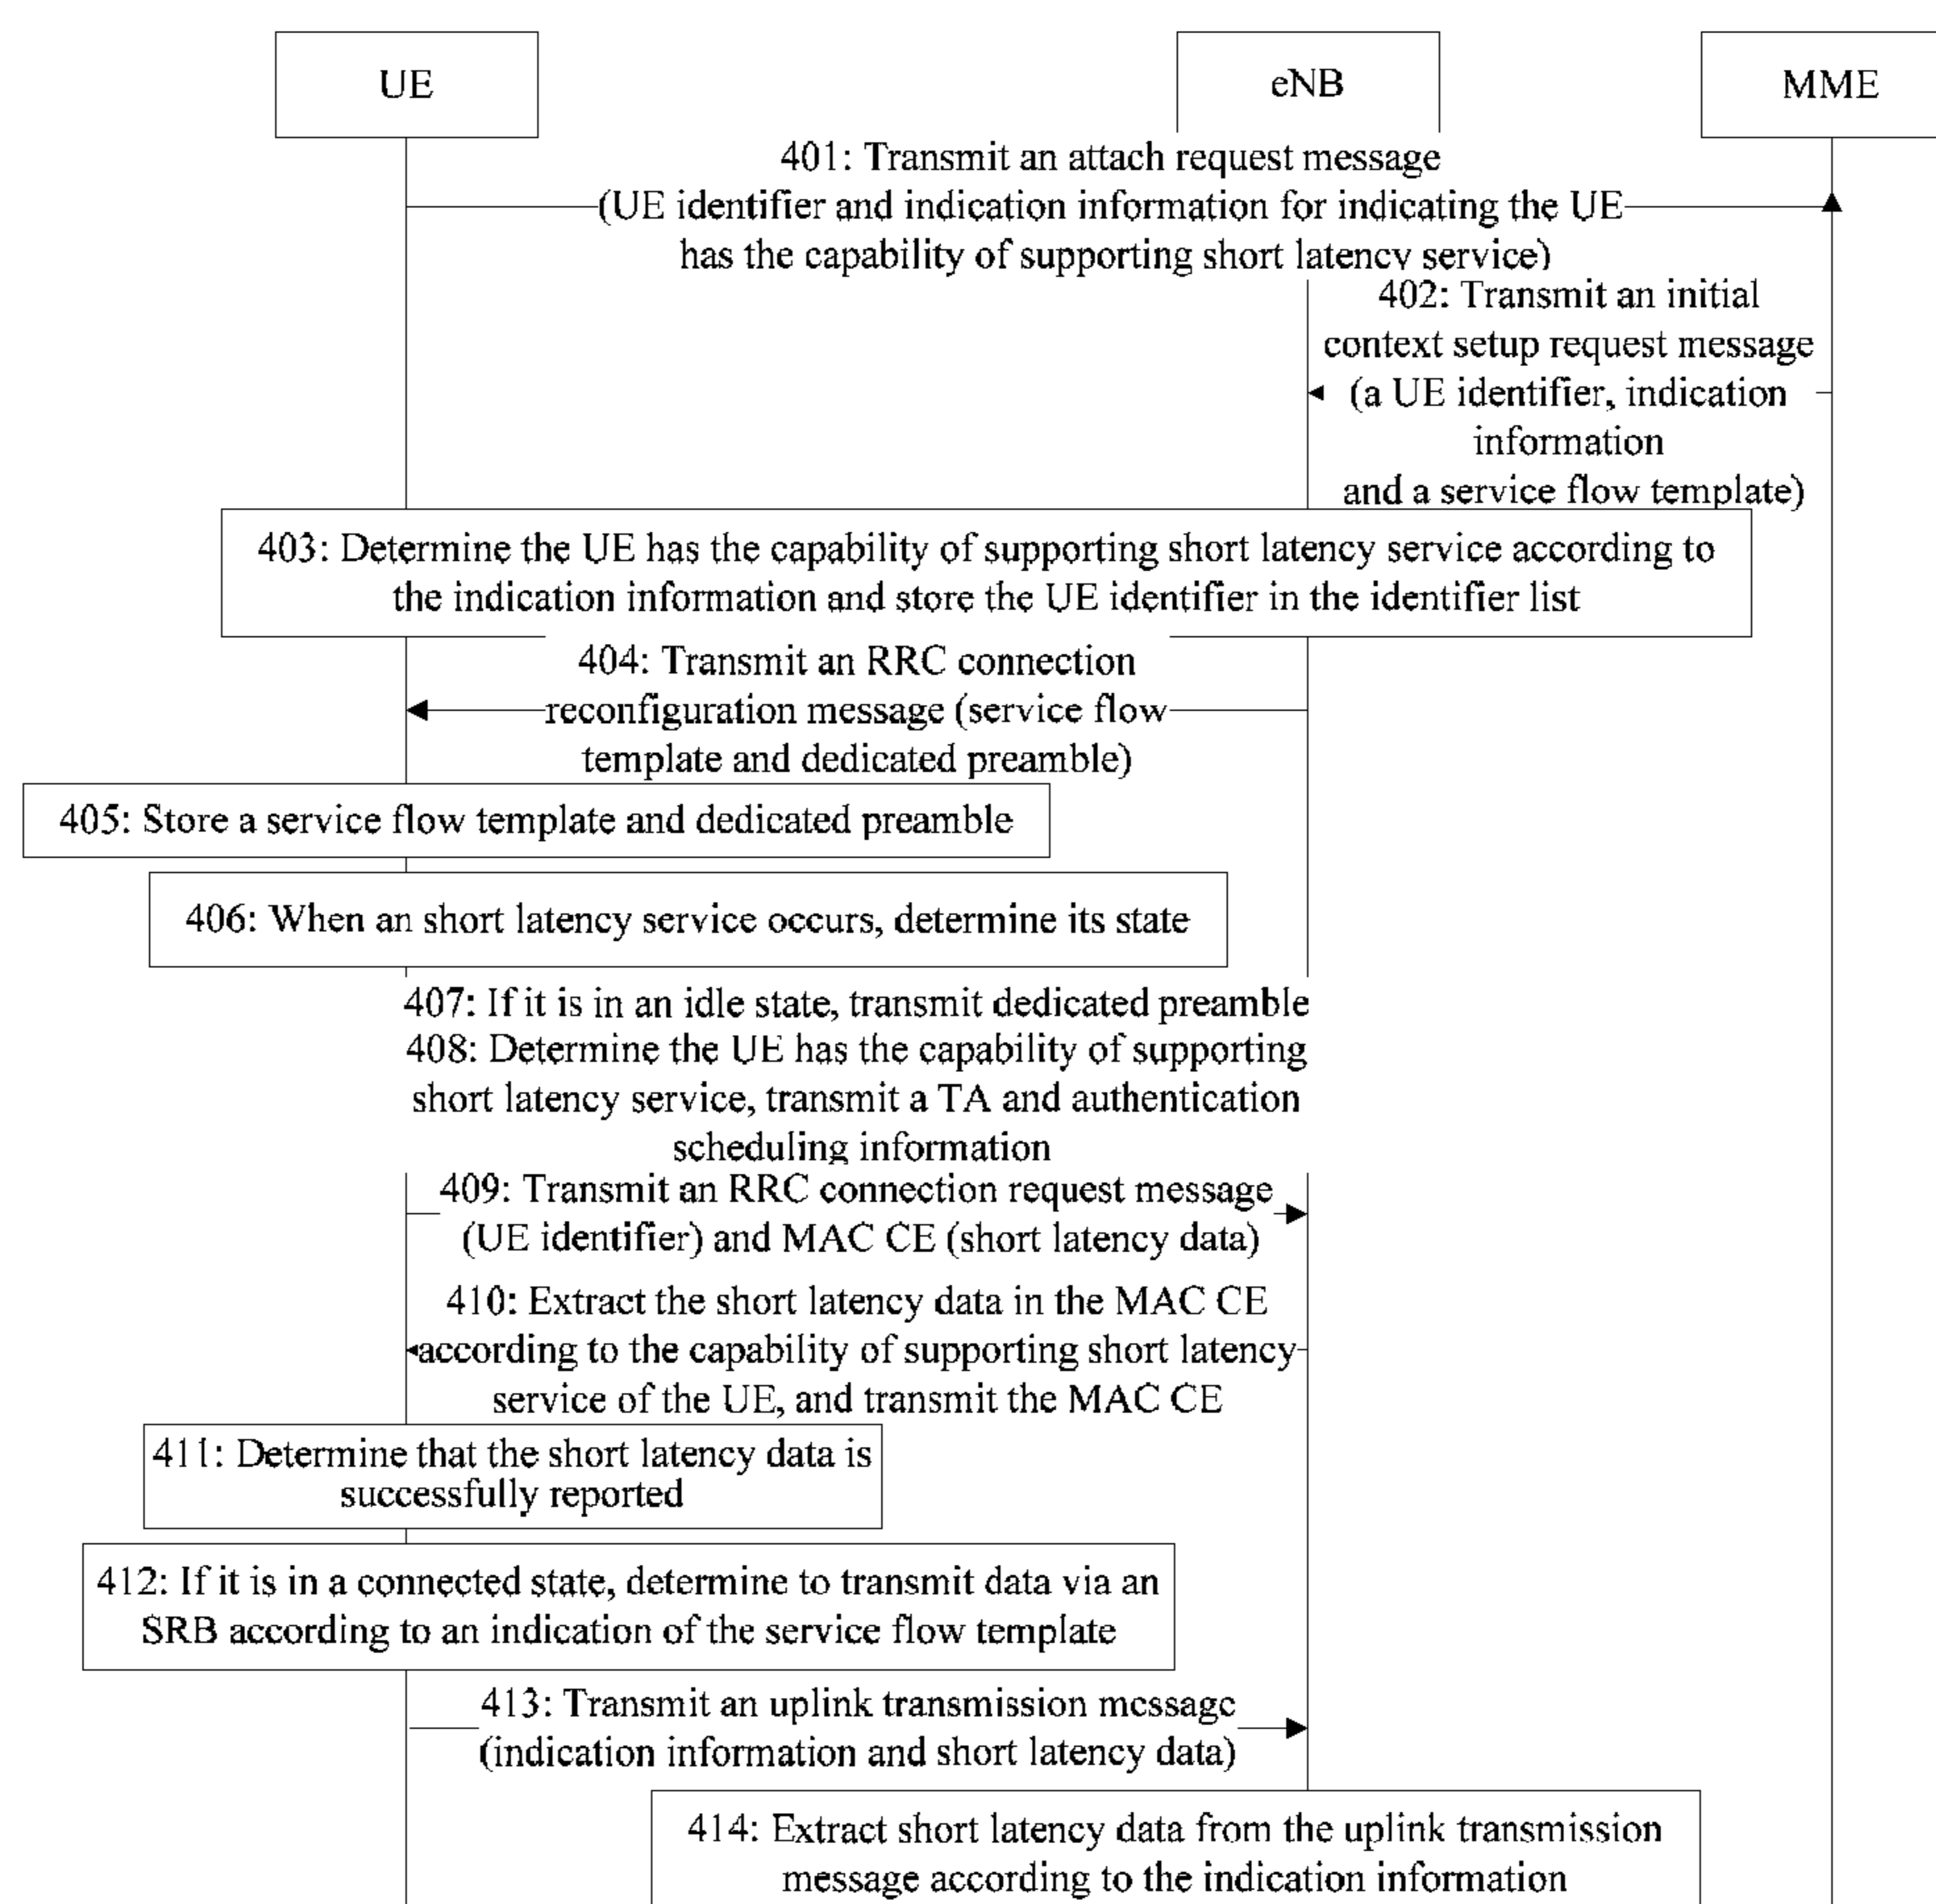 UE
eNB
MME
401: Transmit an attach request message
(UE identifier and indication information for indicating the UE
has the capability of supporting short latency service)
402: Transmit an initial
context setup request message
(a UE identifier, indication
information
and a service flow template)
403: Determine the UE has the capability of supporting short latency service according to
the indication information and store the UE identifier in the identifier list
404: Transmit an RRC connection
reconfiguration message (service flow
template and dedicated preamble)
405: Store a service flow template and dedicated preamble
406: When an short latency service occurs, determine its state
407: If it is in an idle state, transmit dedicated preamble
408: Determine the UE has the capability of supporting
short latency service, transmit a TA and authentication
scheduling information
409: Transmit an RRC connection request message
(UE identifier) and MAC CE (short latency data)
410: Extract the short latency data in the MAC CE
according to the capability of supporting short latency
service of the UE, and transmit the MAC CE
411: Determine that the short latency data is
successfully reported
412: If it is in a connected state, determine to transmit data via an
SRB according to an indication of the service flow template
413: Transmit an uplink transmission message
(indication information and short latency data)
414: Extract short latency data from the uplink transmission
message according to the indication information